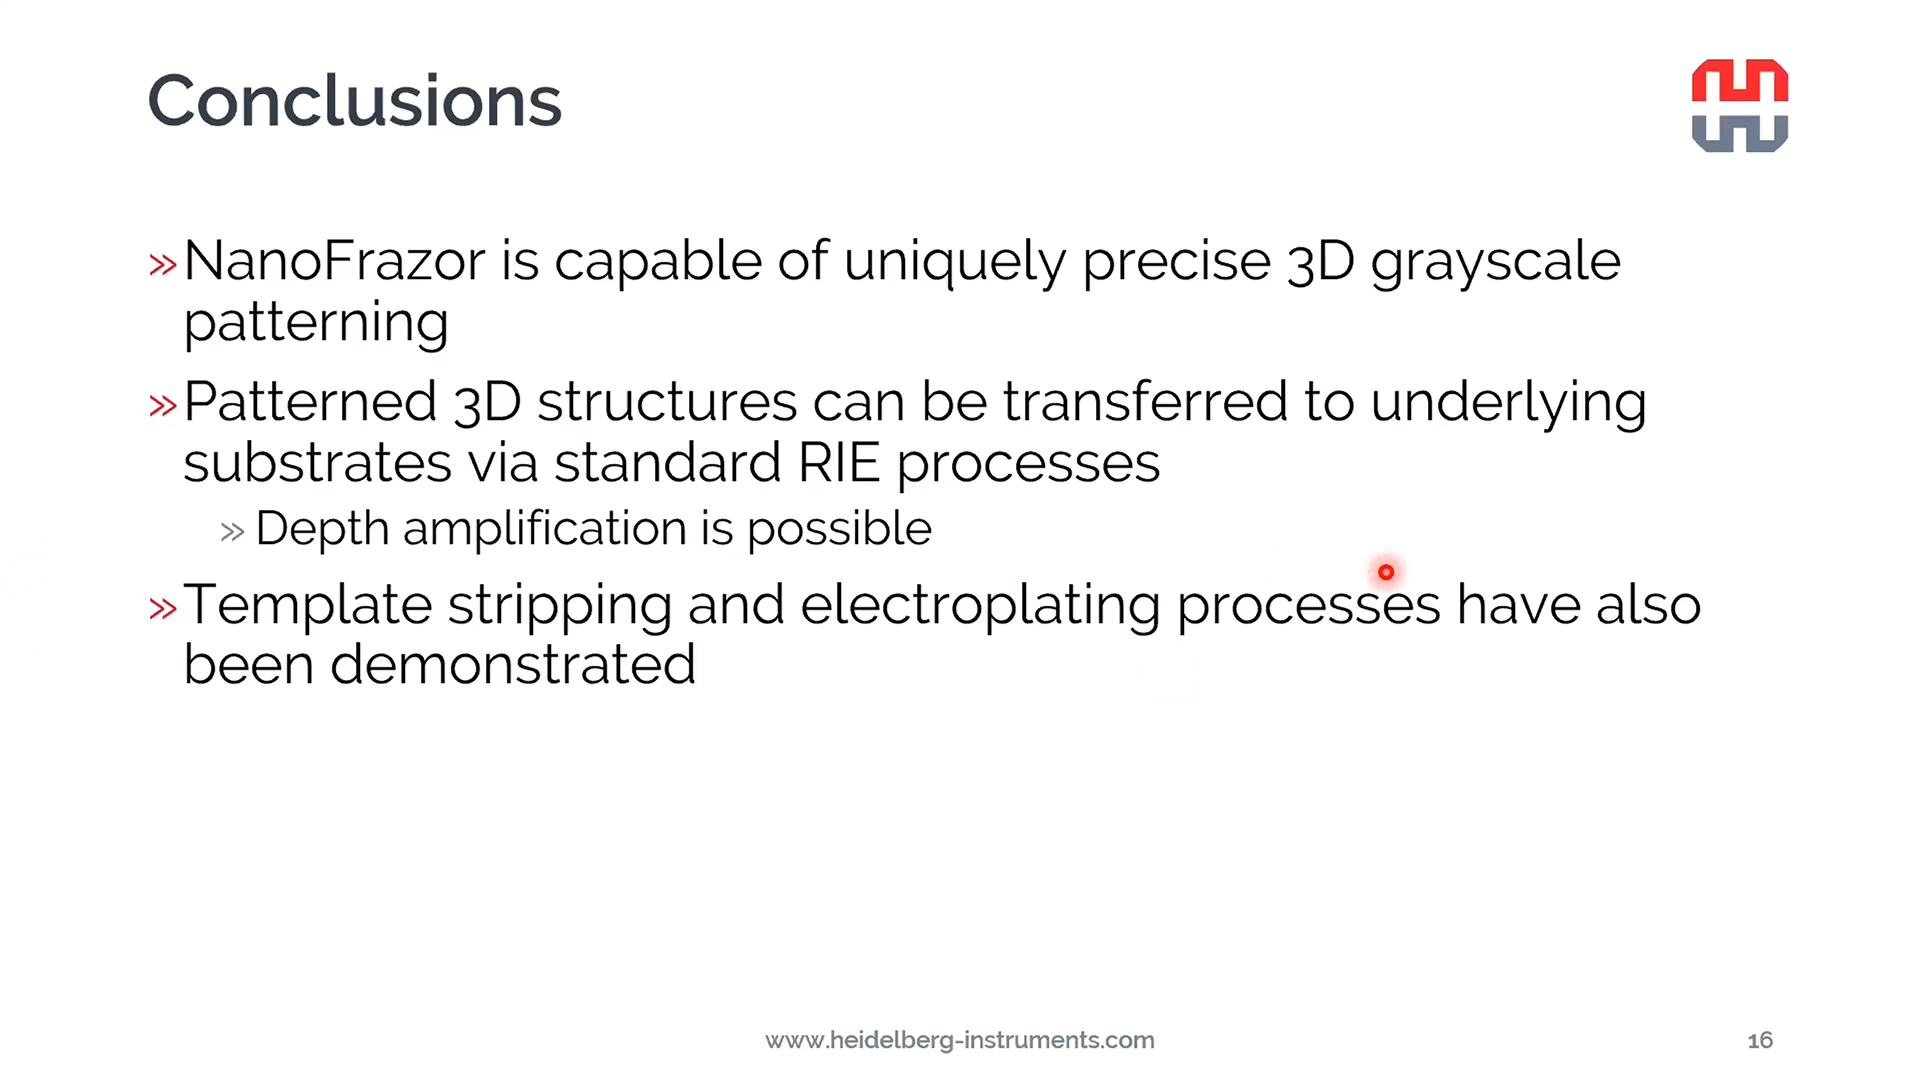 Conclusions
» NanoFrazor is capable of uniquely precise 3D grayscale
patterning
» Patterned 3D structures can be transferred to underlying
substrates via standard RIE processes
» Depth amplification is possible
» Template stripping and electroplating processes have also
been demonstrated
www.heidelberg-instruments.com
16